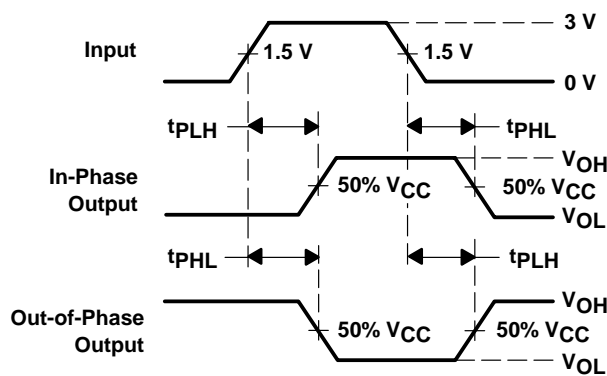 3 V
Input
1.5 V
1.5 V
0 V
tPLH
tPHL
VOH
In-Phase
Output
50% VCC
50% VCC
VOL
tPHL
tPLH
VOH
Out-of-Phase
Output
50% VCC
50% VCC
VOL